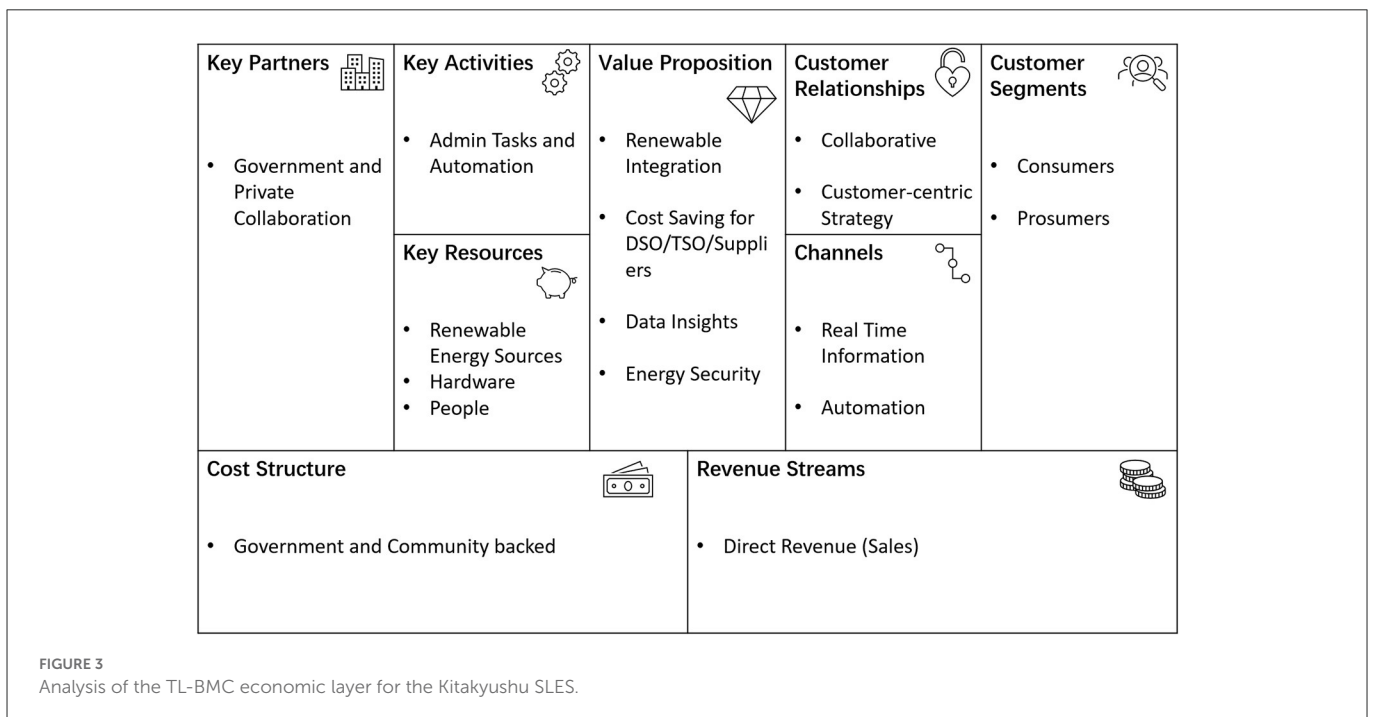 Key Partners
• Government and
Private
Collaboration
Key Activities
• Admin Tasks and
Automation
Key Resources
• Renewable
Energy Sources
• Hardware
• People
Value Proposition
• Renewable
Integration
• Cost Saving for
DSO/TSO/Suppli
ers
• Data Insights
• Energy Security
Customer
Relationships
• Collaborative
• Customer-centric
Strategy
Channels
• Real Time
Information
• Automation
Customer
Segments
• Consumers
• Prosumers
Cost Structure
• Government and Community backed
Revenue Streams
• Direct Revenue (Sales)
FIGURE 3
Analysis of the TL-BMC economic layer for the Kitakyushu SLES.